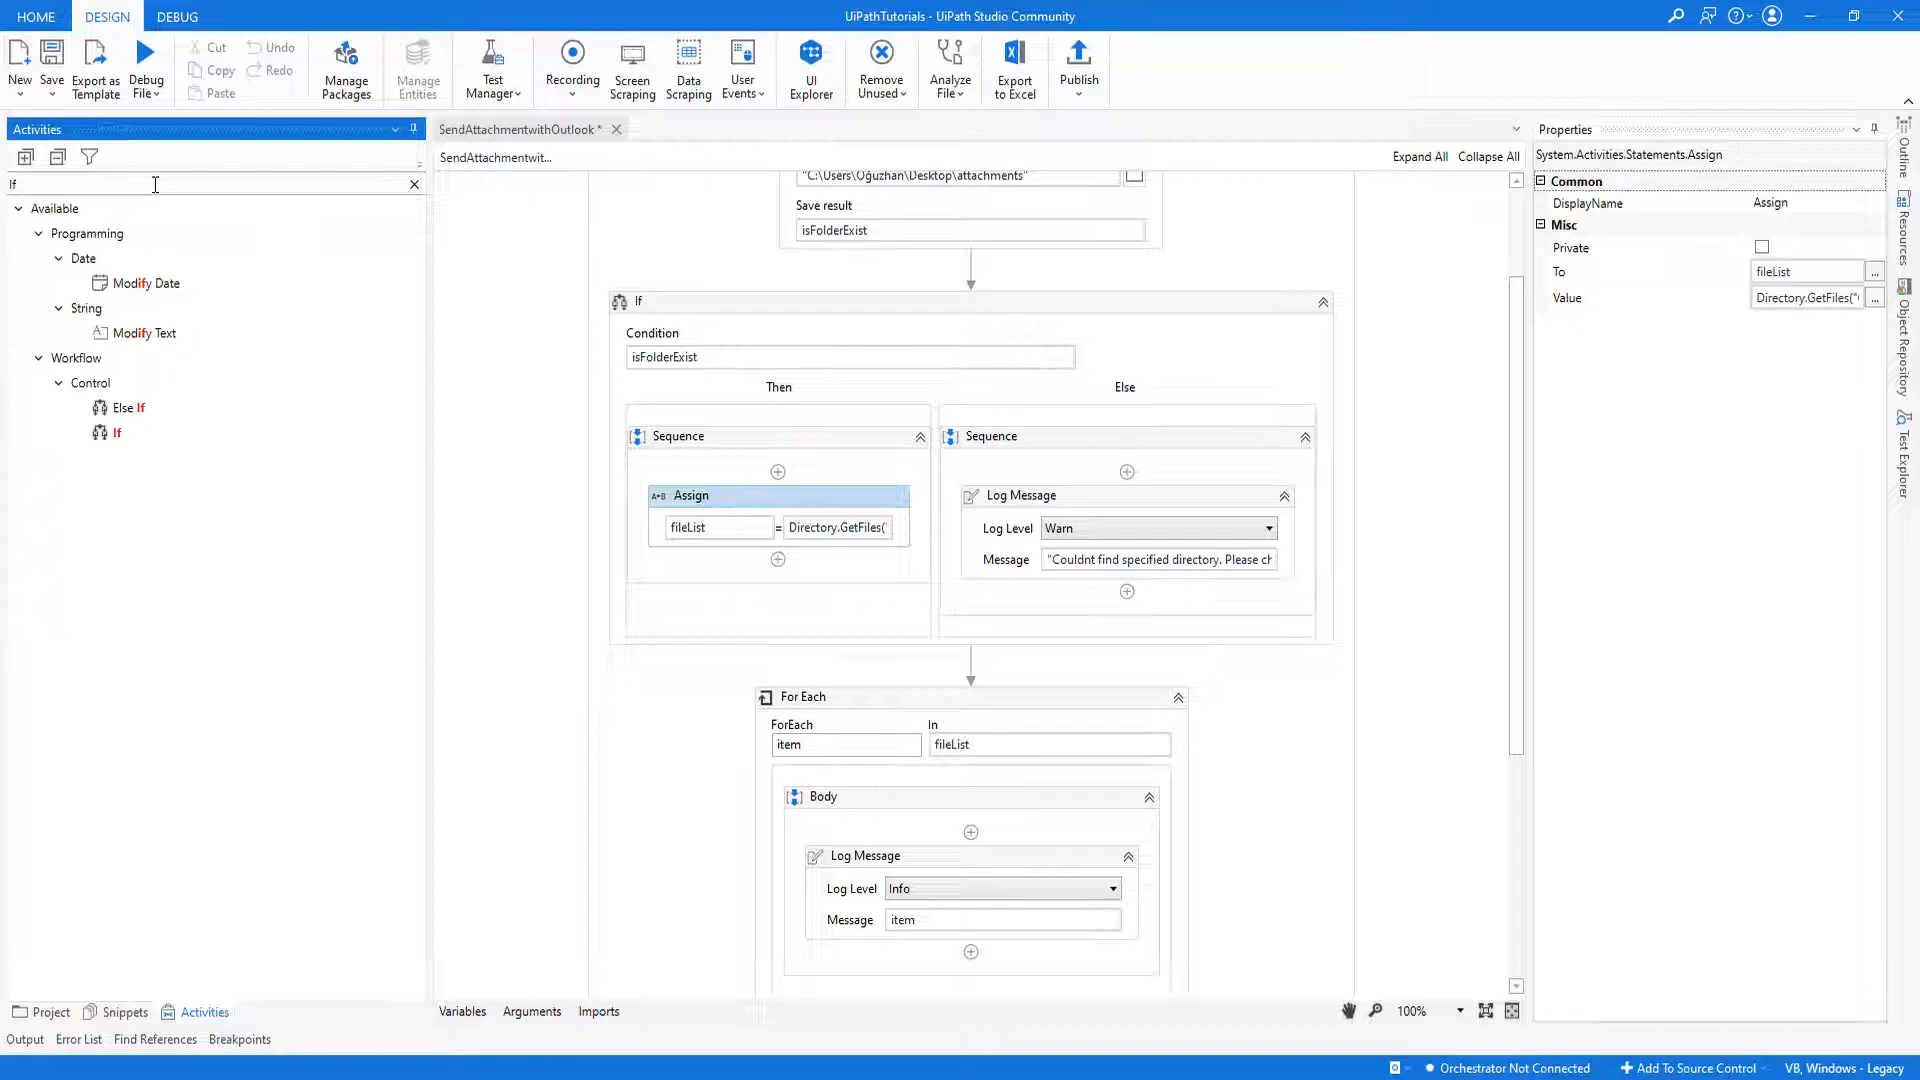 HOME DESIGN DEBUG UiPathTutorials - UiPath Studio Community
New Save Export as Template Debug File Cut Copy Paste Undo Redo Manage Packages Manage Entities Test Manager Recording Screen Scraping Data Scraping User Events UI Explorer Remove Unused Analyze File Export to Excel Publish
Activities
SendAttachmentwithOutlook *
Properties
SendAttachmentwit...
Expand All Collapse All
System.Activities.Statements.Assign
If
Available
Programming
Date
Modify Date
String
Modify Text
Workflow
Control
Else If
If
"C:\Users\Oğuzhan\Desktop\attachments"
Save result
isFolderExist
If
Condition
isFolderExist
Then Else
Sequence Sequence
A+B Assign
fileList = Directory.GetFiles("
Log Message
Log Level Warn
Message "Couldnt find specified directory. Please ch
For Each
ForEach In
item fileList
Body
Log Message
Log Level Info
Message item
Common
DisplayName Assign
Misc
Private
To fileList ...
Value Directory.GetFiles(" ...
Outline
Resources
Object Repository
Test Explorer
Project Snippets Activities
Variables Arguments Imports 100%
Output Error List Find References Breakpoints
Orchestrator Not Connected Add To Source Control VB, Windows - Legacy